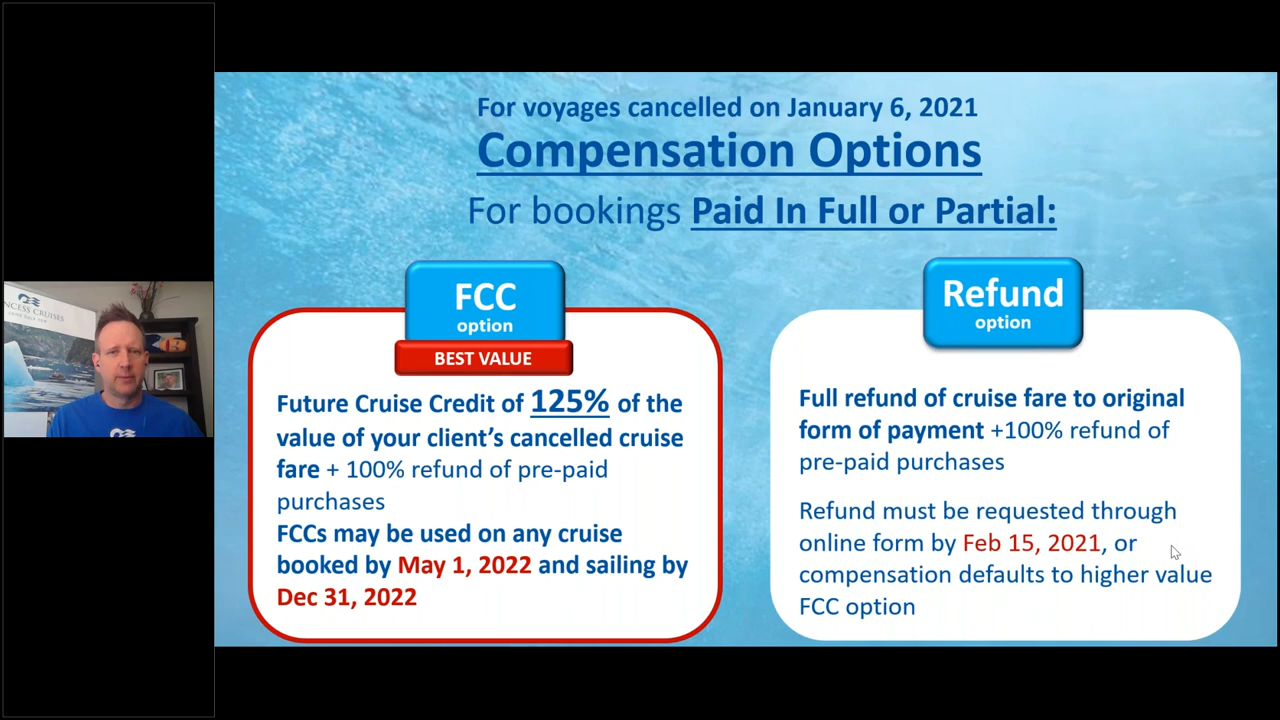 For voyages cancelled on January 6, 2021
Compensation Options
For bookings Paid In Full or Partial:
FCC
option
BEST VALUE
Future Cruise Credit of 125% of the
value of your client's cancelled cruise
fare + 100% refund of pre-paid
purchases
FCCs may be used on any cruise
booked by May 1, 2022 and sailing by
Dec 31, 2022
Refund
option
Full refund of cruise fare to original
form of payment +100% refund of
pre-paid purchases
Refund must be requested through
online form by Feb 15, 2021, or
compensation defaults to higher value
FCC option
NCESS CRUISES